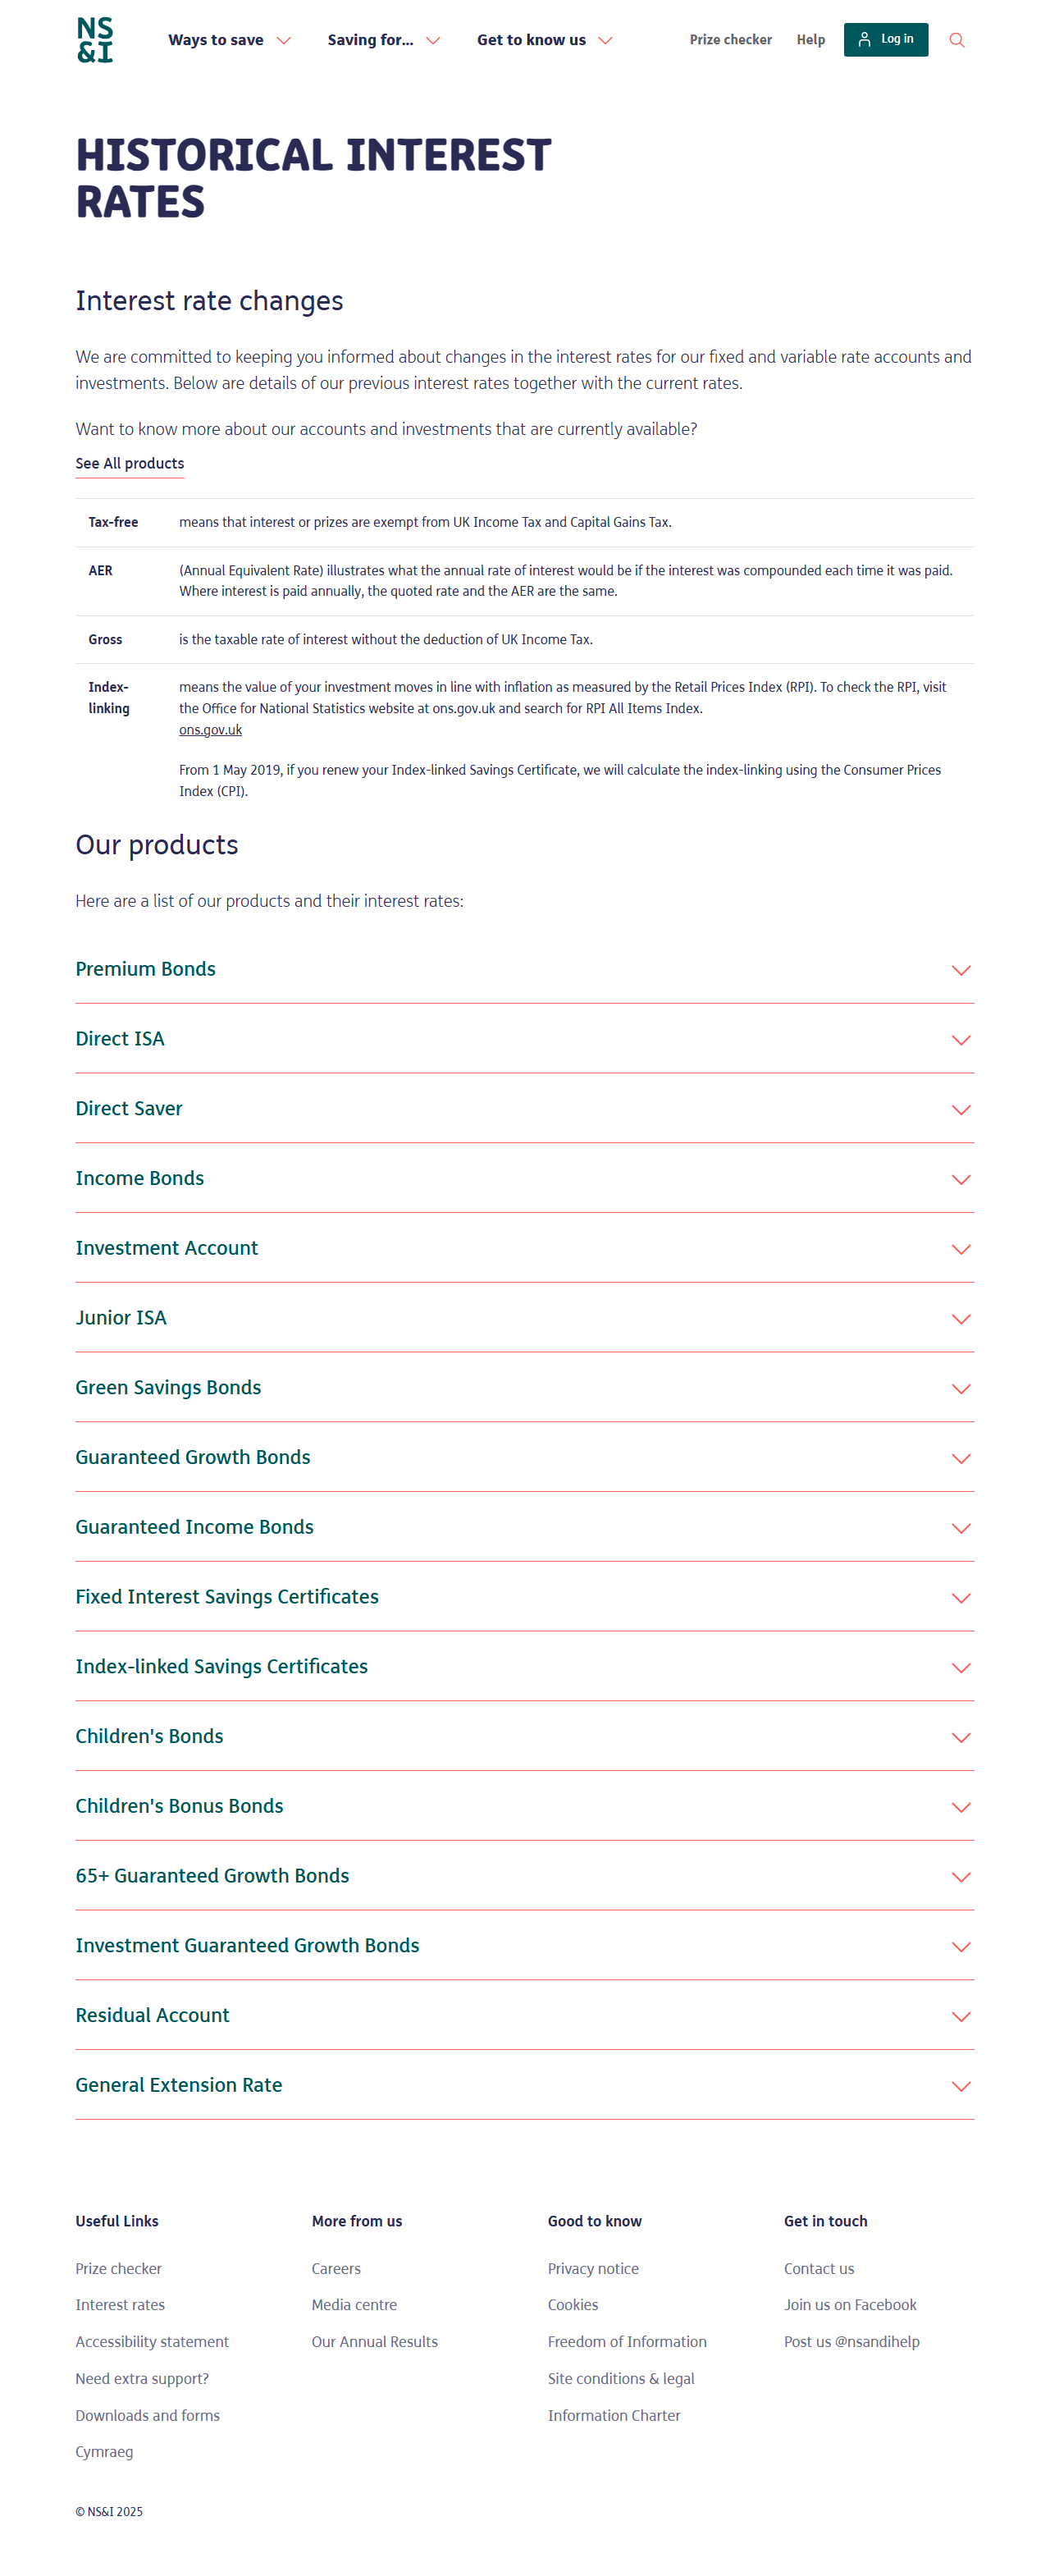 NS
&I
Ways to save
Saving for...
Get to know us
Prize checker
Help
Log in
HISTORICAL INTEREST
RATES
Interest rate changes
We are committed to keeping you informed about changes in the interest rates for our fixed and variable rate accounts and
investments. Below are details of our previous interest rates together with the current rates.
Want to know more about our accounts and investments that are currently available?
See All products
Tax-free means that interest or prizes are exempt from UK Income Tax and Capital Gains Tax.
AER (Annual Equivalent Rate) illustrates what the annual rate of interest would be if the interest was compounded each time it was paid.
Where interest is paid annually, the quoted rate and the AER are the same.
Gross is the taxable rate of interest without the deduction of UK Income Tax.
Index-
linking
means the value of your investment moves in line with inflation as measured by the Retail Prices Index (RPI). To check the RPI, visit
the Office for National Statistics website at ons.gov.uk and search for RPI All Items Index.
ons.gov.uk
From 1 May 2019, if you renew your Index-linked Savings Certificate, we will calculate the index-linking using the Consumer Prices
Index (CPI).
Our products
Here are a list of our products and their interest rates:
Premium Bonds
Direct ISA
Direct Saver
Income Bonds
Investment Account
Junior ISA
Green Savings Bonds
Guaranteed Growth Bonds
Guaranteed Income Bonds
Fixed Interest Savings Certificates
Index-linked Savings Certificates
Children's Bonds
Children's Bonus Bonds
65+ Guaranteed Growth Bonds
Investment Guaranteed Growth Bonds
Residual Account
General Extension Rate
Useful Links
Prize checker
Interest rates
Accessibility statement
Need extra support?
Downloads and forms
Cymraeg
More from us
Careers
Media centre
Our Annual Results
Good to know
Privacy notice
Cookies
Freedom of Information
Site conditions & legal
Information Charter
Get in touch
Contact us
Join us on Facebook
Post us @nsandihelp
© NS&I 2025